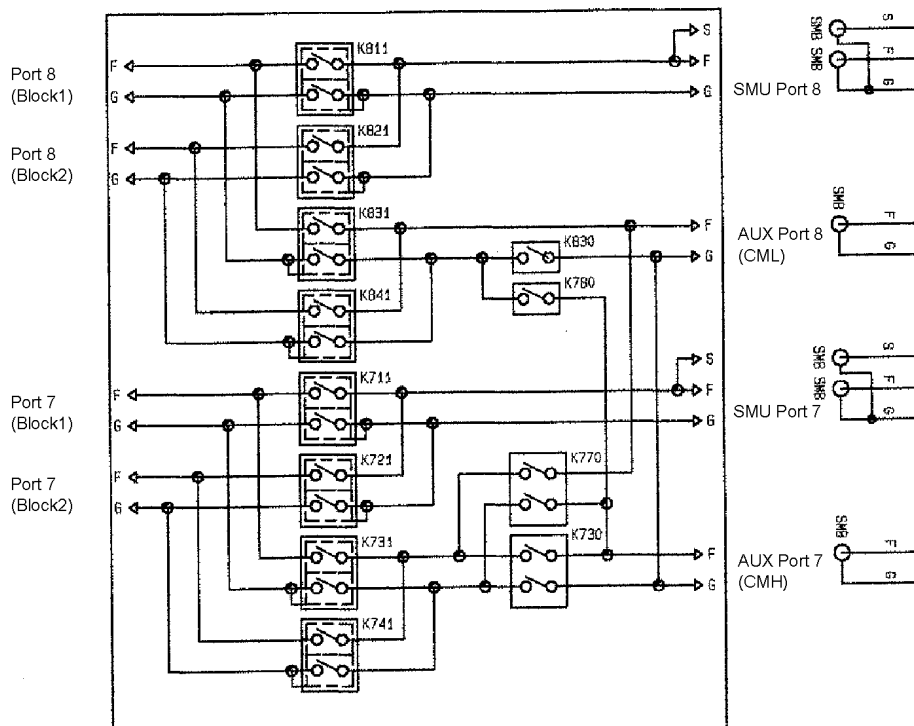 K811
S
Port 8
(Block1)
F
F
G
G
SMU Port 8
SMB
SMB
S
F
G
K821
Port 8
(Block2)
F
G
K831
F
K830
G
AUX Port 8
(CML)
SMB
F
G
K841
K780
K711
S
Port 7
(Block1)
F
F
G
G
SMU Port 7
SMB
SMB
S
F
G
K721
K770
Port 7
(Block2)
F
G
K731
K730
F
G
AUX Port 7
(CMH)
SMB
F
G
K741